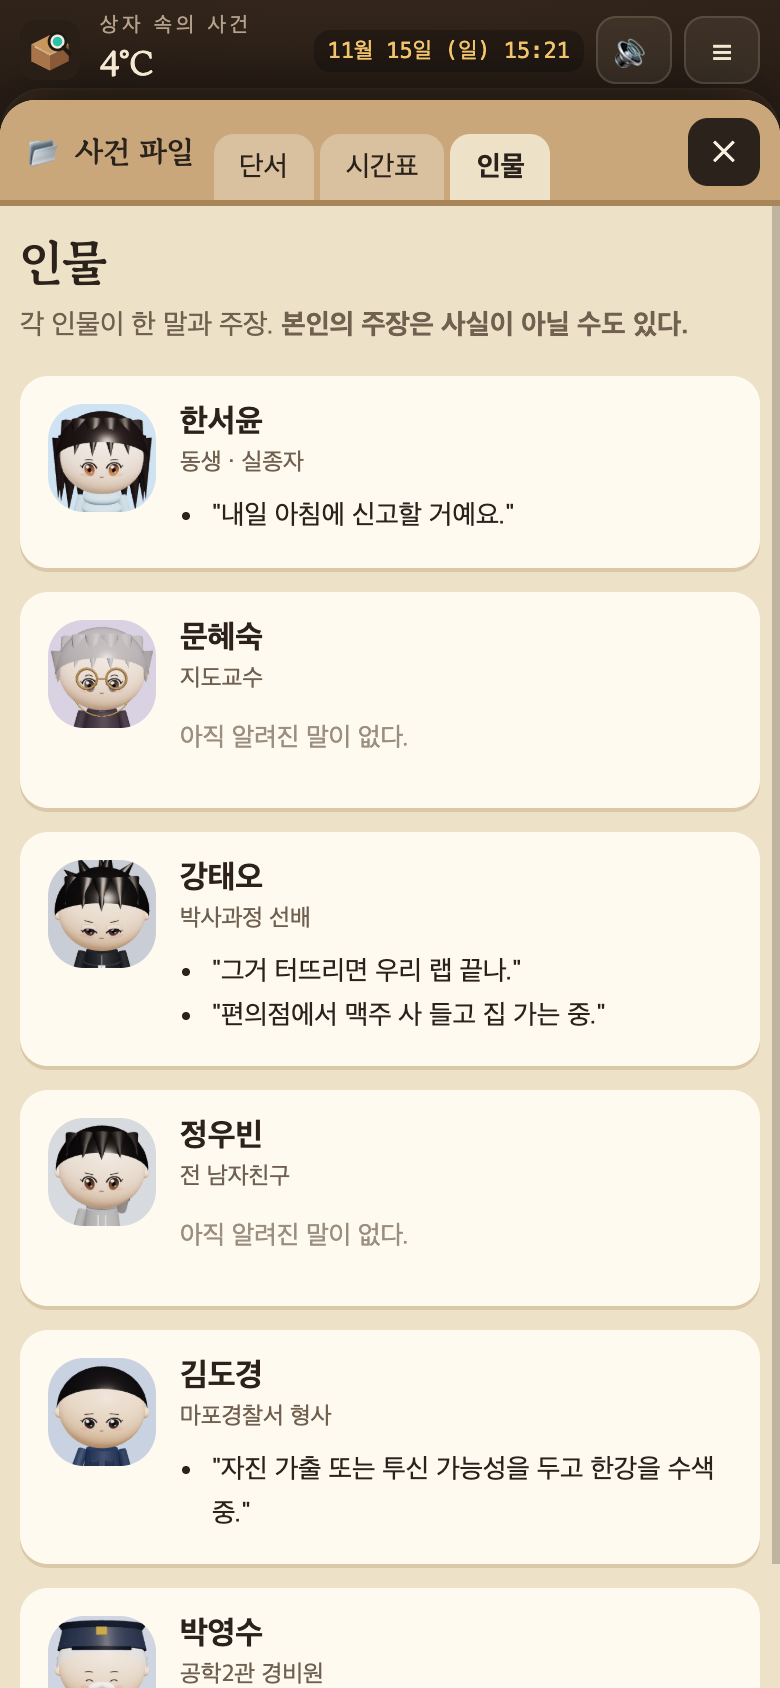 상자 속의 사건
4°C
11월 15일 (일) 15:21
사건 파일
단서
시간표
인물
인물
각 인물이 한 말과 주장. 본인의 주장은 사실이 아닐 수도 있다.
한서윤
동생 · 실종자
• "내일 아침에 신고할 거예요."
문혜숙
지도교수
아직 알려진 말이 없다.
강태오
박사과정 선배
• "그거 터뜨리면 우리 랩 끝나."
• "편의점에서 맥주 사 들고 집 가는 중."
정우빈
전 남자친구
아직 알려진 말이 없다.
김도경
마포경찰서 형사
• "자진 가출 또는 투신 가능성을 두고 한강을 수색
중."
박영수
공학2관 경비원